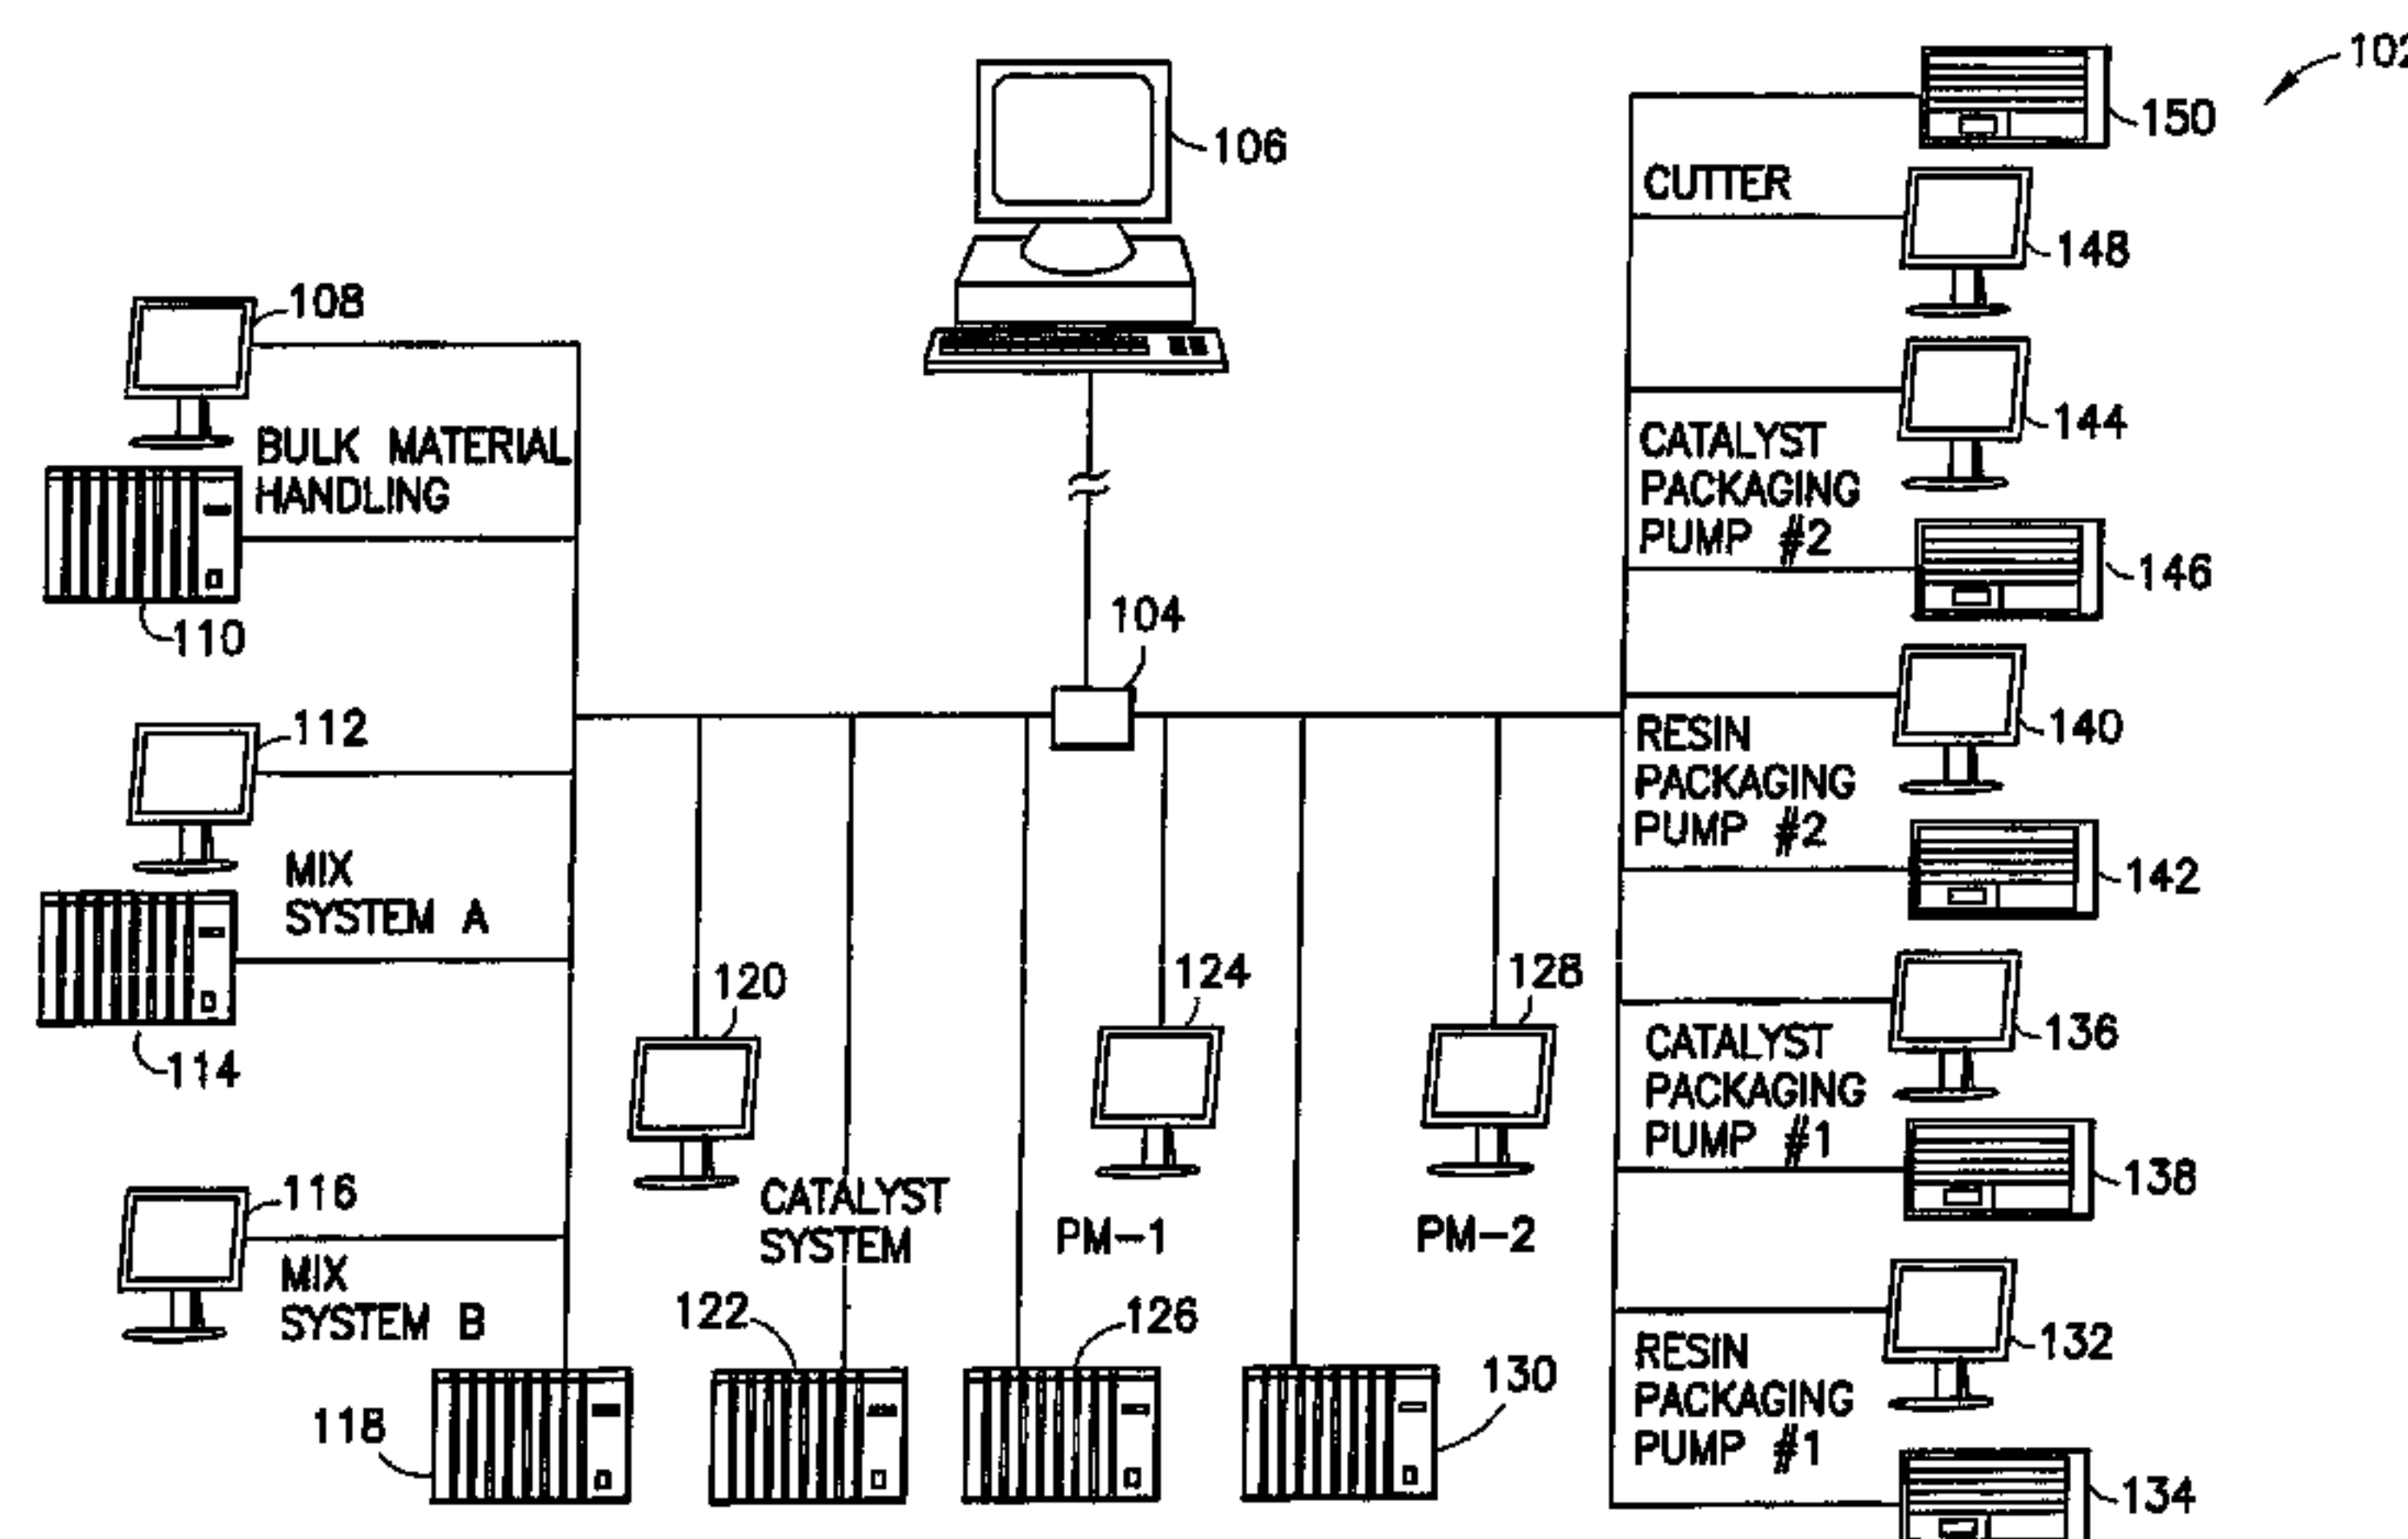 102
150
106
CUTTER
148
108
144
BULK MATERIAL
HANDLING
CATALYST
PACKAGING
PUMP #2
146
110
104
112
140
RESIN
PACKAGING
PUMP #2
142
MIX
SYSTEM A
114
120
124
128
136
CATALYST
PACKAGING
PUMP #1
138
116
CATALYST
SYSTEM
PM-1
PM-2
MIX
SYSTEM B
122
126
130
132
RESIN
PACKAGING
PUMP #1
118
134